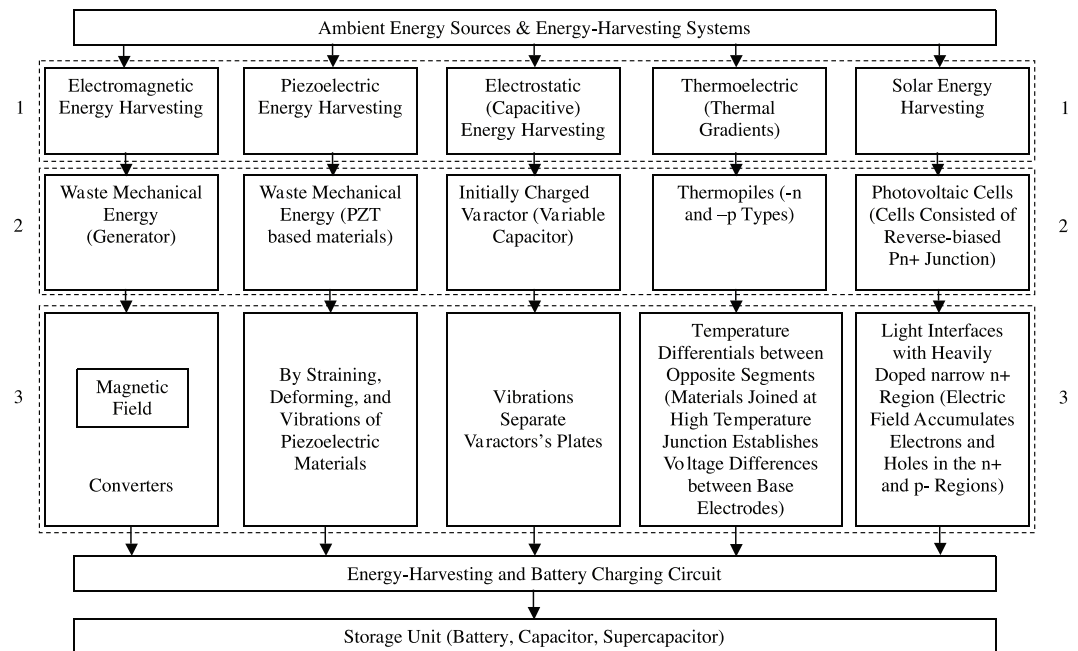 Ambient Energy Sources & Energy-Harvesting Systems
1
Electromagnetic
Energy Harvesting
Piezoelectric
Energy Harvesting
Electrostatic
(Capacitive)
Energy Harvesting
Thermoelectric
(Thermal
Gradients)
Solar Energy
Harvesting
1
2
Waste Mechanical
Energy
(Generator)
Waste Mechanical
Energy (PZT
based materials)
Initially Charged
Varactor (Variable
Capacitor)
Thermopiles (-n
and –p Types)
Photovoltaic Cells
(Cells Consisted of
Reverse-biased
Pn+ Junction)
2
3
Magnetic
Field
Converters
By Straining,
Deforming, and
Vibrations of
Piezoelectric
Materials
Vibrations
Separate
Varactors's Plates
Temperature
Differentials between
Opposite Segments
(Materials Joined at
High Temperature
Junction Establishes
Voltage Differences
between Base
Electrodes)
Light Interfaces
with Heavily
Doped narrow n+
Region (Electric
Field Accumulates
Electrons and
Holes in the n+
and p- Regions)
3
Energy-Harvesting and Battery Charging Circuit
Storage Unit (Battery, Capacitor, Supercapacitor)